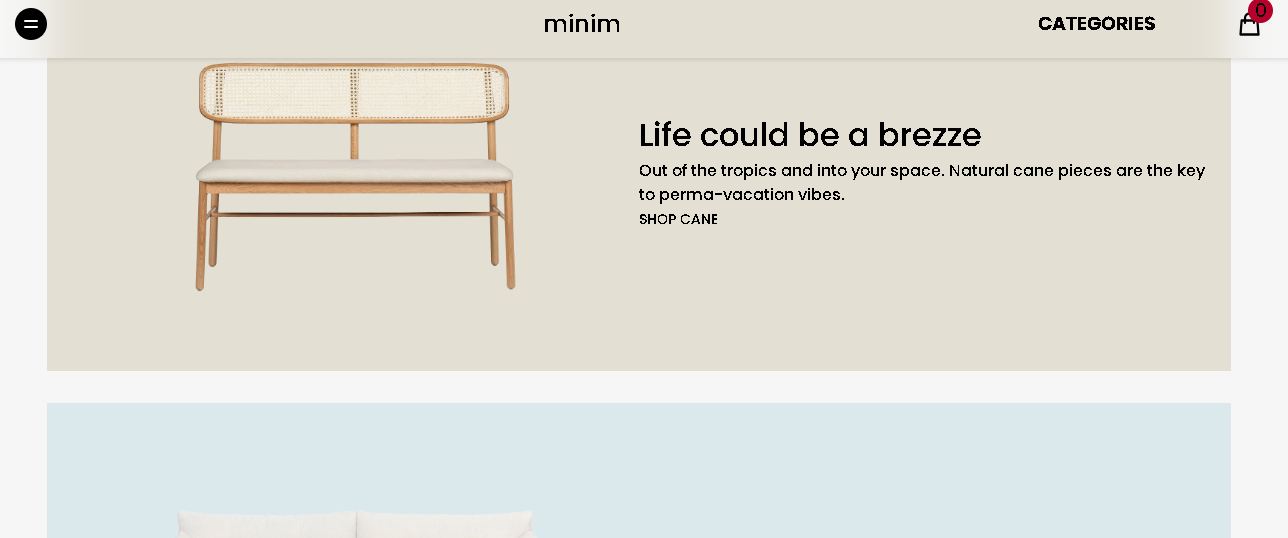 minim
CATEGORIES
0
Life could be a brezze
Out of the tropics and into your space. Natural cane pieces are the key
to perma-vacation vibes.
SHOP CANE